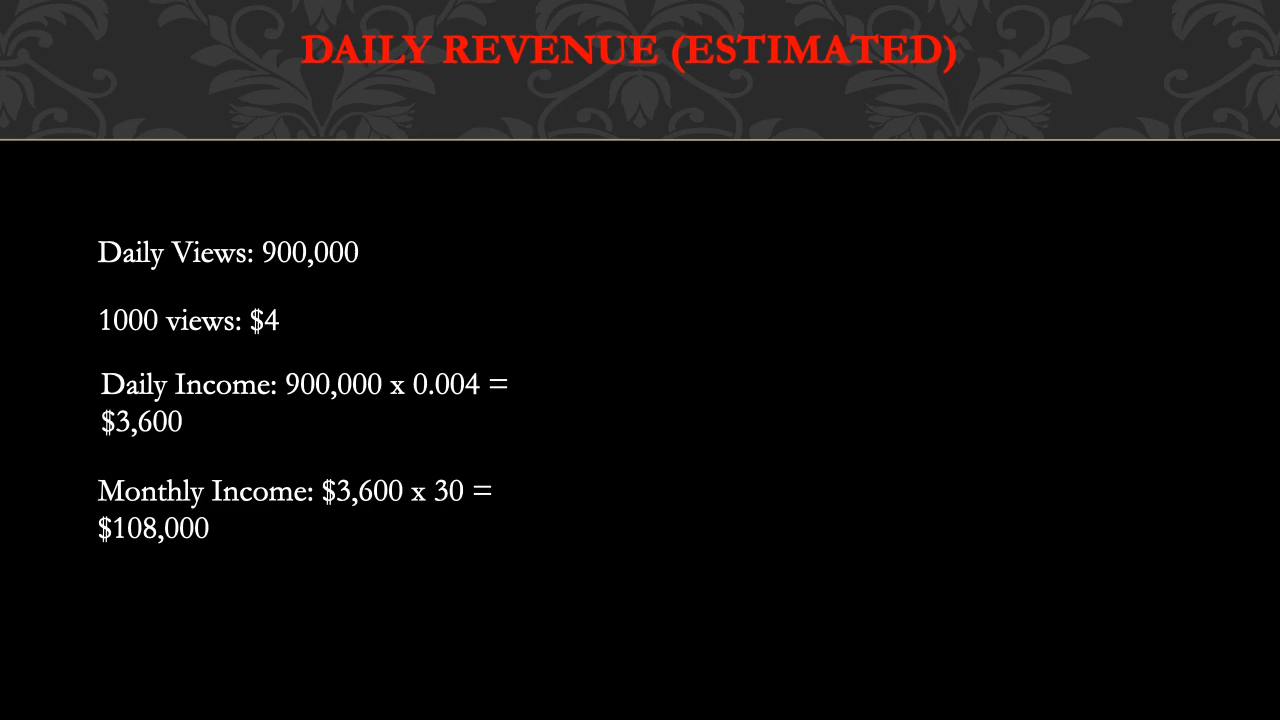 DAILY REVENUE (ESTIMATED)
Daily Views: 900,000
1000 views: $4
Daily Income: 900,000 x 0.004 =
$3,600
Monthly Income: $3,600 x 30 =
$108,000